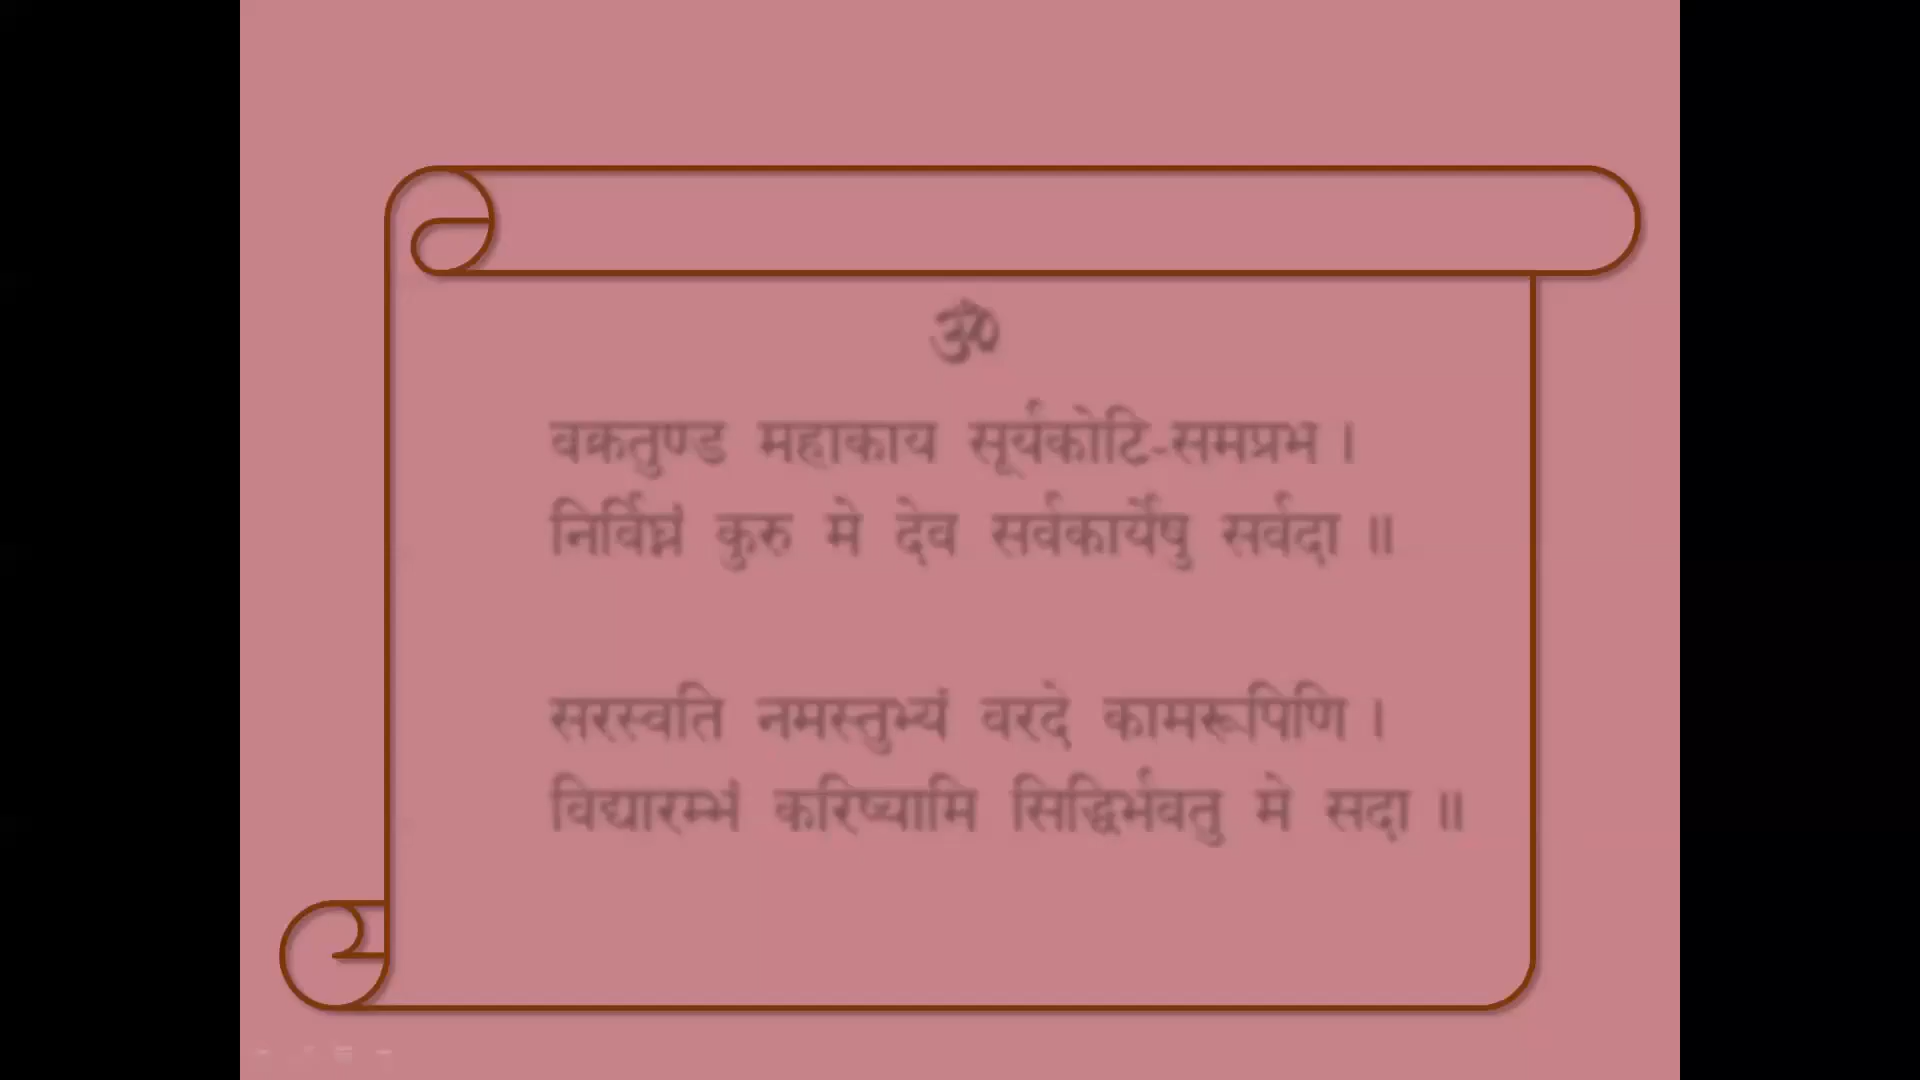 ॐ
वक्रतुण्ड महाकाय सूर्यकोटि-समप्रभ ।
निर्विघ्नं कुरु मे देव सर्वकार्येषु सर्वदा ॥
सरस्वति नमस्तुभ्यं वरदे कामरूपिणि ।
विद्यारम्भं करिष्यामि सिद्धिर्भवतु मे सदा ॥